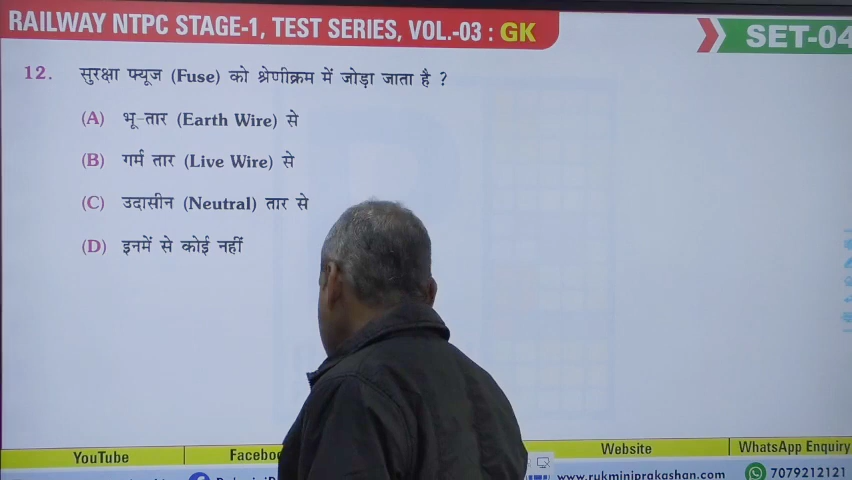 RAILWAY NTPC STAGE-1, TEST SERIES, VOL.-03 : GK
SET-04
12. सुरक्षा फ्यूज (Fuse) को श्रेणीक्रम में जोड़ा जाता है ?
(A) भू-तार (Earth Wire) से
(B) गर्म तार (Live Wire) से
(C) उदासीन (Neutral) तार से
(D) इनमें से कोई नहीं
YouTube
Website
WhatsApp Enquiry
www.rukminiprakashan.com
7079212121